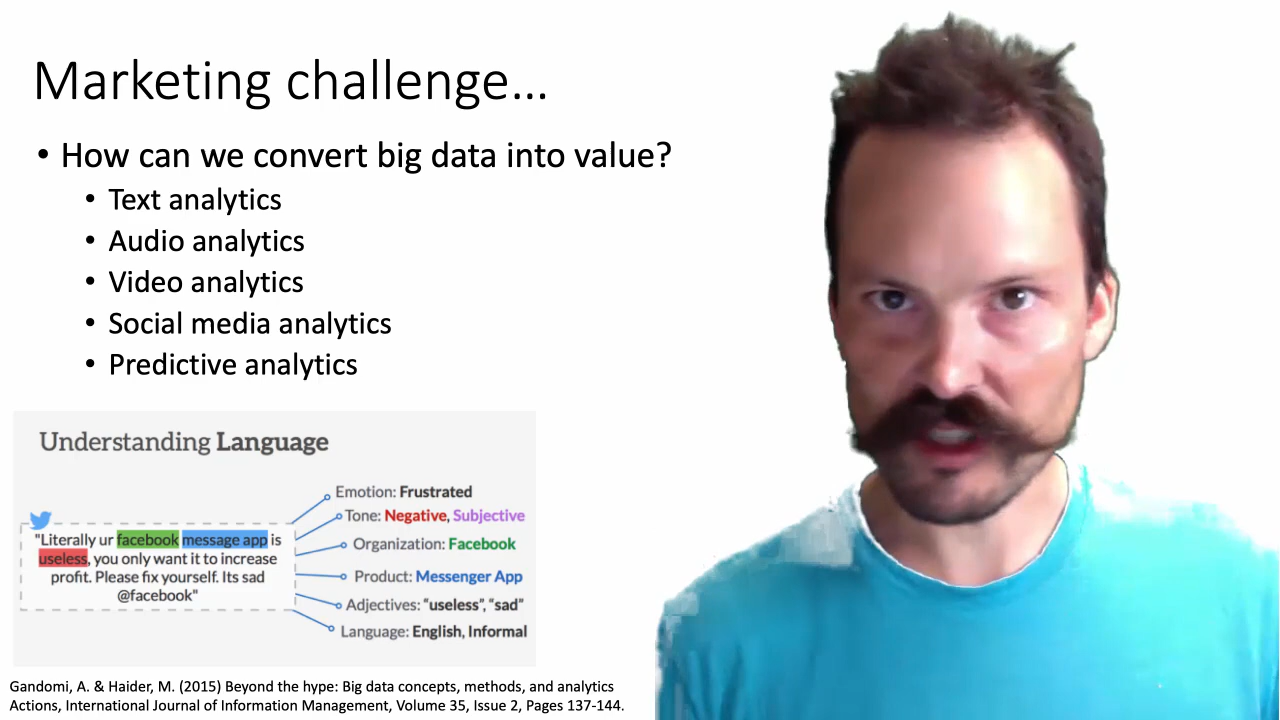 Marketing challenge…
• How can we convert big data into value?
• Text analytics
• Audio analytics
• Video analytics
• Social media analytics
• Predictive analytics
Understanding Language
"Literally ur facebook message app is
useless, you only want it to increase
profit. Please fix yourself. Its sad
@facebook"
Emotion: Frustrated
Tone: Negative, Subjective
Organization: Facebook
Product: Messenger App
Adjectives: “useless”, “sad”
Language: English, Informal
Gandomi, A. & Haider, M. (2015) Beyond the hype: Big data concepts, methods, and analytics
Actions, International Journal of Information Management, Volume 35, Issue 2, Pages 137-144.